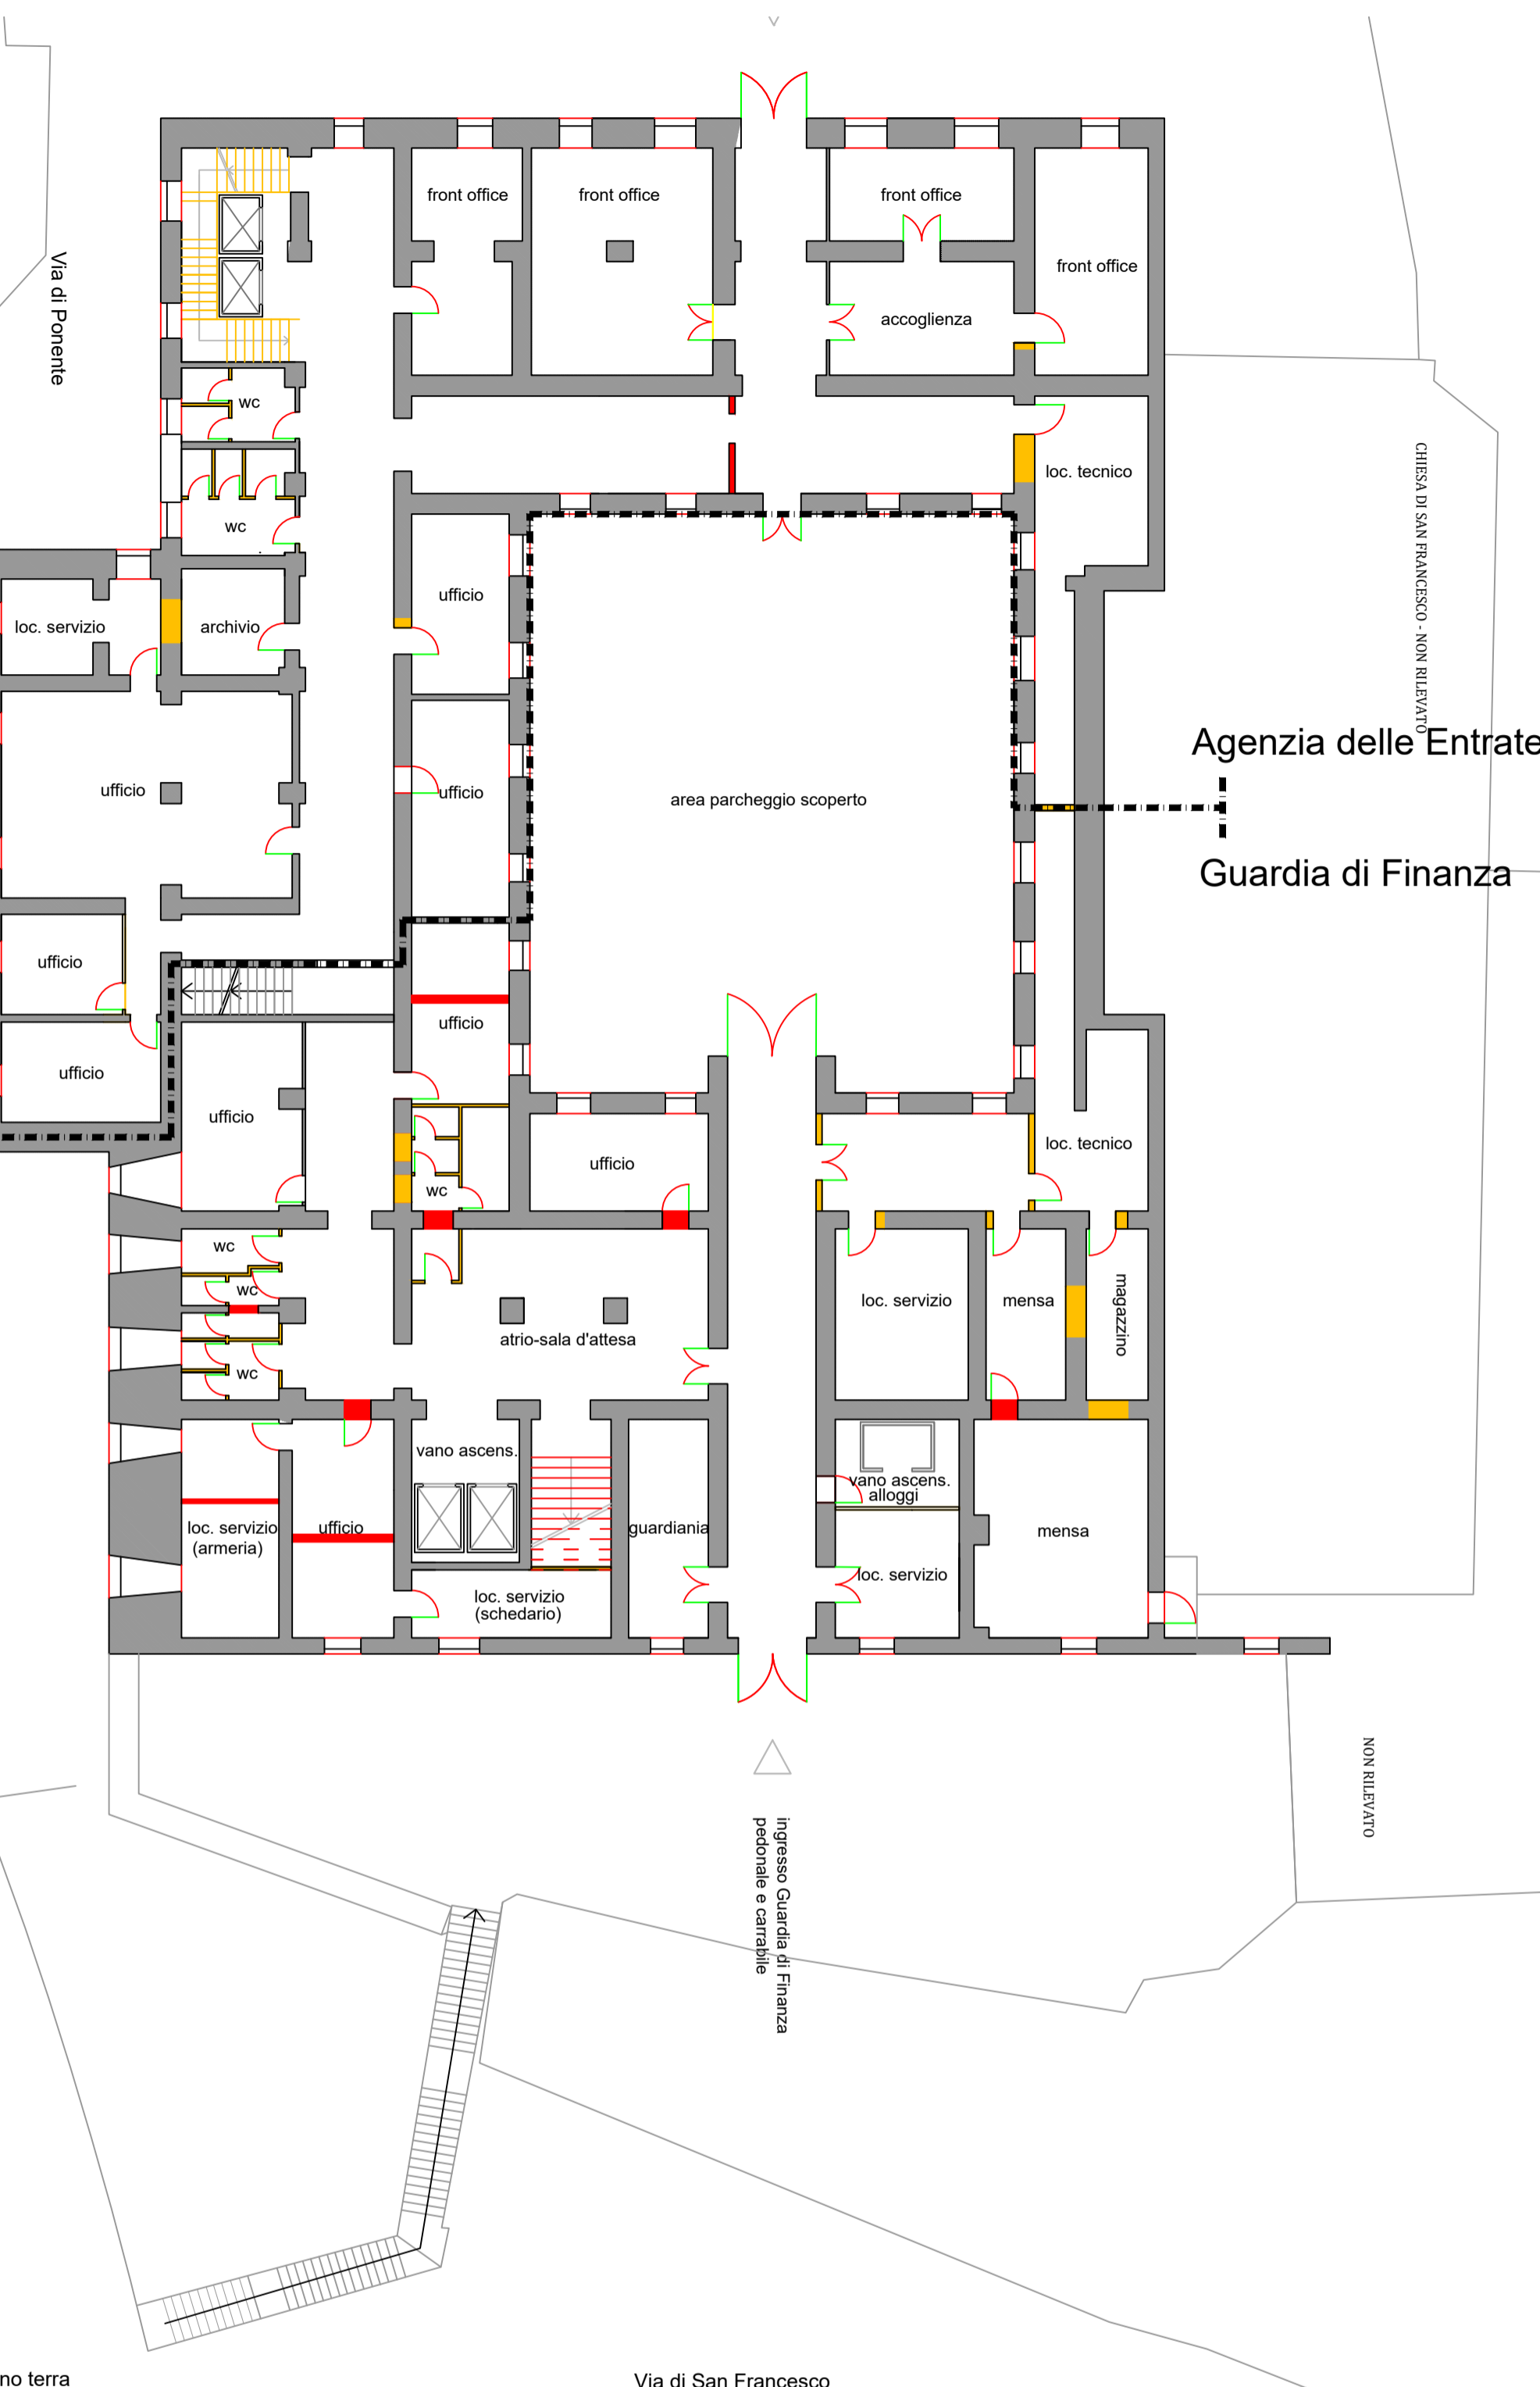 front office
front office
front office
front office
Via di Ponente
accoglienza
wc
loc. tecnico
wc
CHIESA DI SAN FRANCESCO - NON RILEVATO
ufficio
loc. servizio
archivio
Agenzia delle Entrate
ufficio
ufficio
area parcheggio scoperto
Guardia di Finanza
ufficio
ufficio
ufficio
ufficio
loc. tecnico
ufficio
wc
wc
wc
loc. servizio
mensa
magazzino
atrio-sala d'attesa
wc
vano ascens.
vano ascens.
alloggi
loc. servizio
(armeria)
ufficio
guardiania
mensa
loc. servizio
loc. servizio
(schedario)
NON RILEVATO
ingresso Guardia di Finanza
pedonale e carrabile
no terra
Via di San Francesco